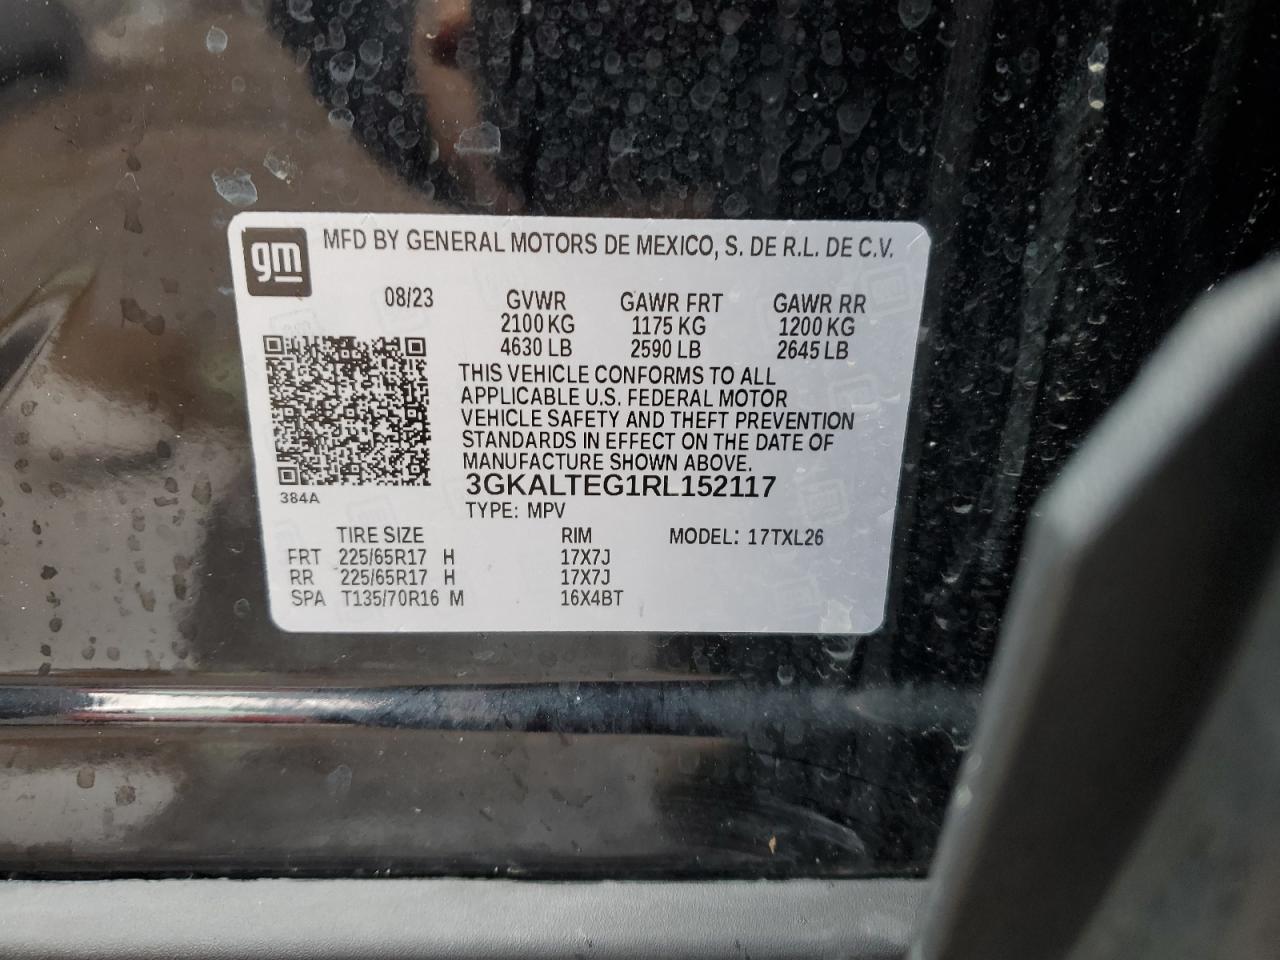 gm MFD BY GENERAL MOTORS DE MEXICO, S. DE R.L. DE C.V.
08/23 GVWR GAWR FRT GAWR RR
2100 KG 1175 KG 1200 KG
4630 LB 2590 LB 2645 LB
THIS VEHICLE CONFORMS TO ALL
APPLICABLE U.S. FEDERAL MOTOR
VEHICLE SAFETY AND THEFT PREVENTION
STANDARDS IN EFFECT ON THE DATE OF
MANUFACTURE SHOWN ABOVE.
384A
3GKALTEG1RL152117
TYPE: MPV
TIRE SIZE RIM MODEL: 17TXL26
FRT 225/65R17 H 17X7J
RR 225/65R17 H 17X7J
SPA T135/70R16 M 16X4BT